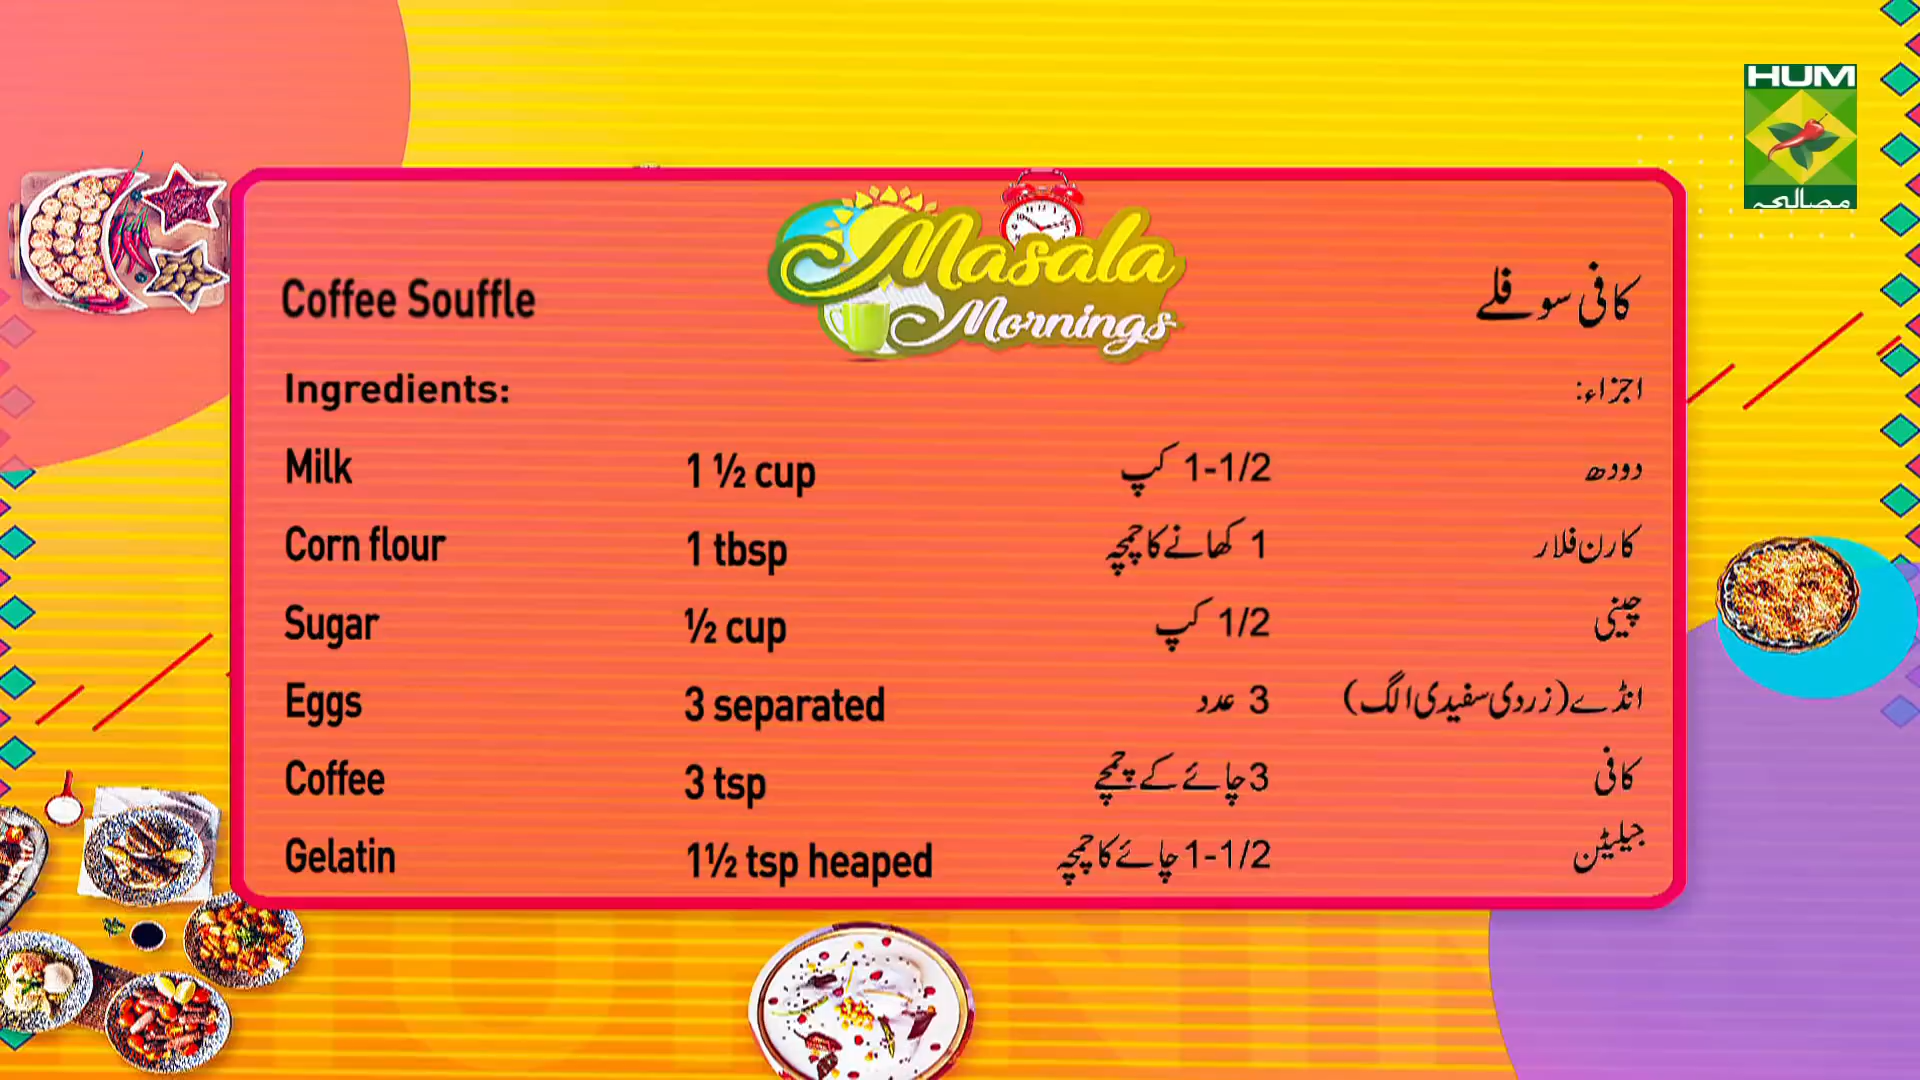 HUM
مصالحہ
Masala
Mornings
Coffee Souffle کافی سوفلے
Ingredients: اجزاء:
Milk 1 ½ cup 1-1/2 کپ دودھ
Corn flour 1 tbsp 1 کھانے کا چمچہ کارن فلار
Sugar ½ cup 1/2 کپ چینی
Eggs 3 separated 3 عدد انڈے (زردی سفیدی الگ)
Coffee 3 tsp 3 چائے کے چمچے کافی
Gelatin 1½ tsp heaped 1-1/2 چائے کا چمچہ جیلیٹن